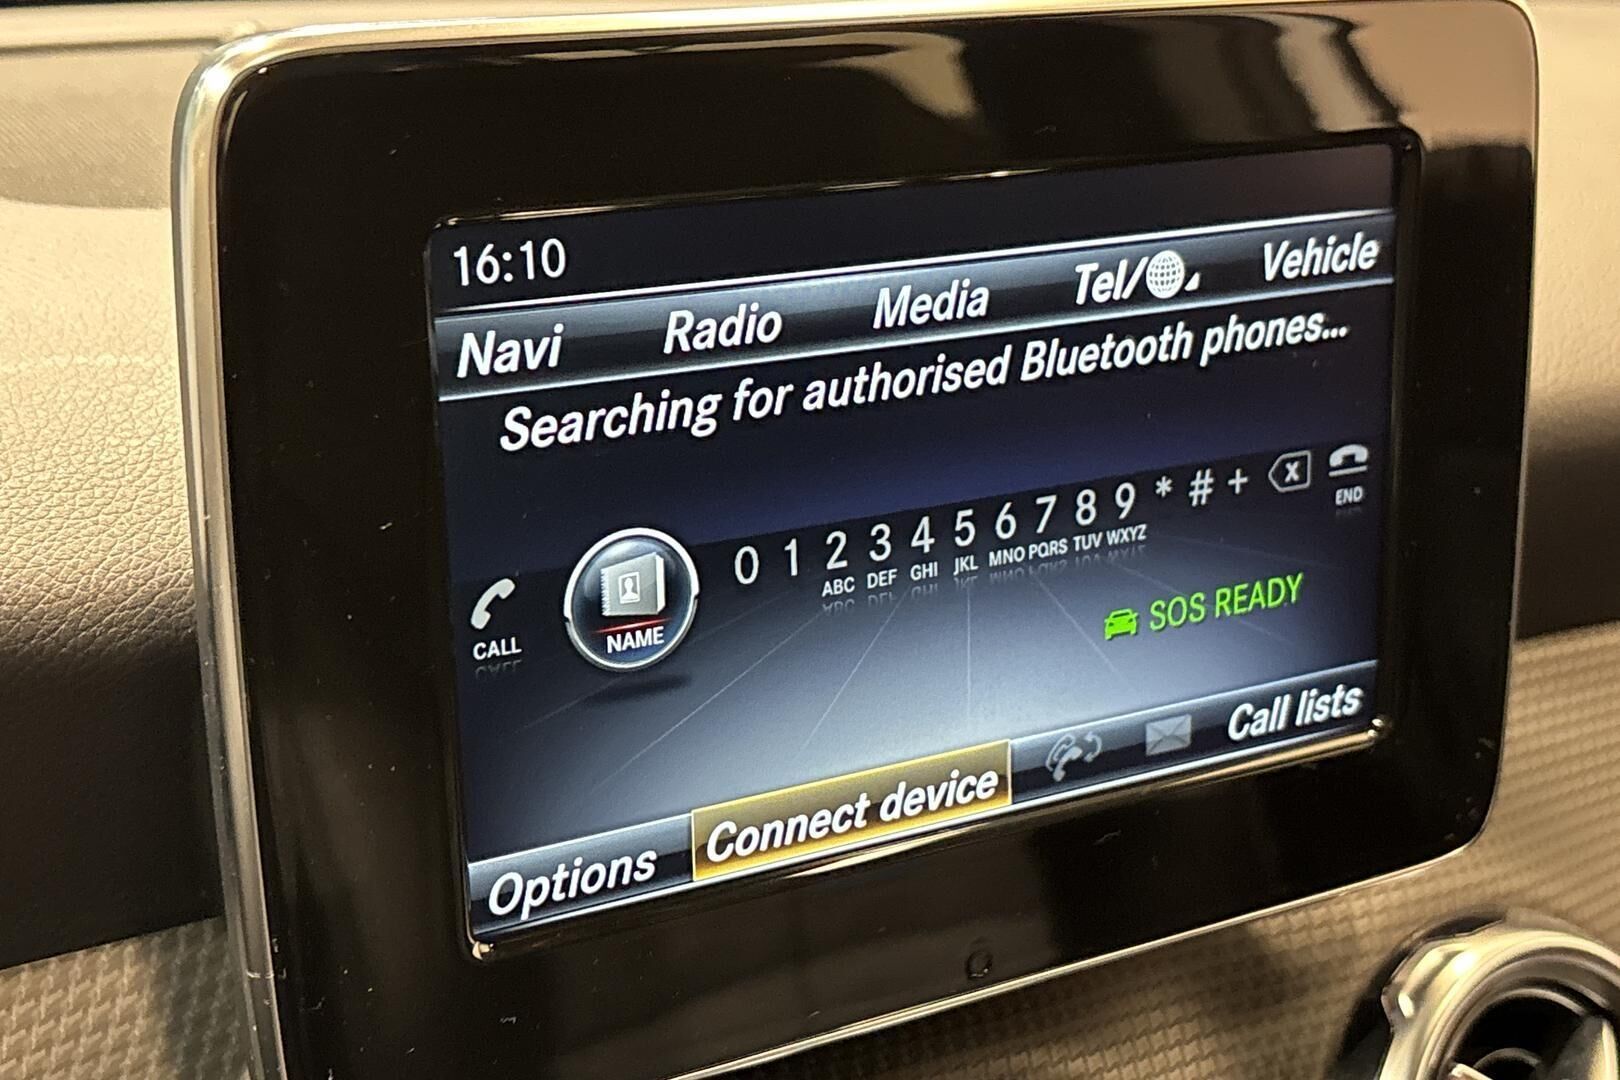 16:10
Navi Radio Media Tel/ Vehicle
Searching for authorised Bluetooth phones...
CALL
NAME
0 1 2 3 4 5 6 7 8 9 * # +
ABC DEF GHI JKL MNO PQRS TUV WXYZ
X
END
SOS READY
Options Connect device Call lists